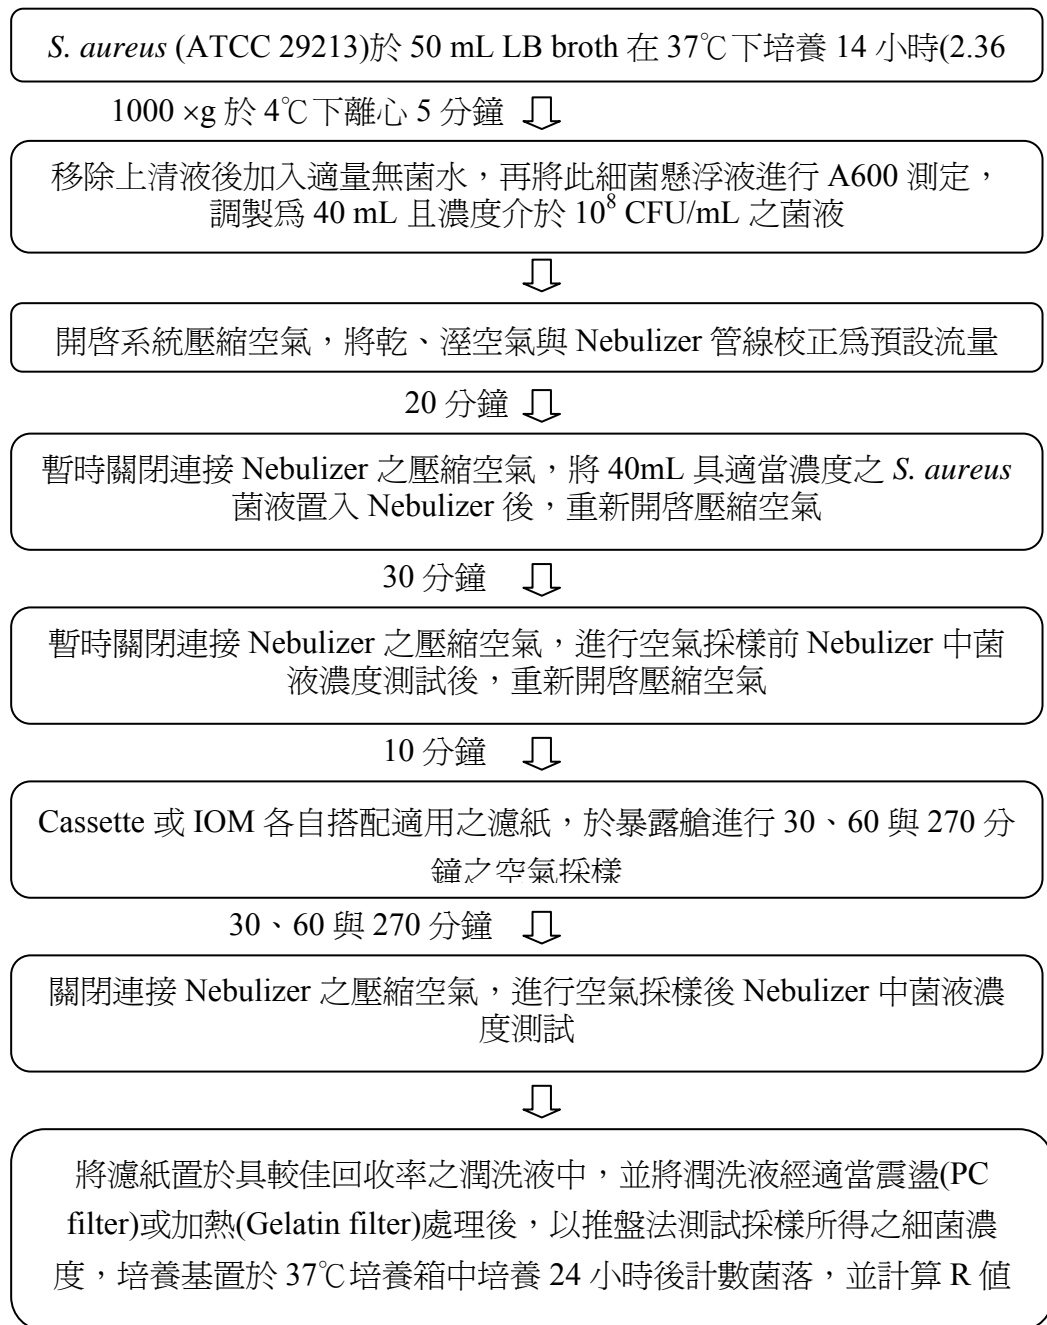 S. aureus (ATCC 29213)於 50 mL LB broth 在 37℃下培養 14 小時(2.36
1000 ×g 於 4℃下離心 5 分鐘
移除上清液後加入適量無菌水，再將此細菌懸浮液進行 A600 測定，
調製為 40 mL 且濃度介於 10⁸ CFU/mL 之菌液
開啟系統壓縮空氣，將乾、溼空氣與 Nebulizer 管線校正為預設流量
20 分鐘
暫時關閉連接 Nebulizer 之壓縮空氣，將 40mL 具適當濃度之 S. aureus
菌液置入 Nebulizer 後，重新開啟壓縮空氣
30 分鐘
暫時關閉連接 Nebulizer 之壓縮空氣，進行空氣採樣前 Nebulizer 中菌
液濃度測試後，重新開啟壓縮空氣
10 分鐘
Cassette 或 IOM 各自搭配適用之濾紙，於暴露艙進行 30、60 與 270 分
鐘之空氣採樣
30、60 與 270 分鐘
關閉連接 Nebulizer 之壓縮空氣，進行空氣採樣後 Nebulizer 中菌液濃
度測試
將濾紙置於具較佳回收率之潤洗液中，並將潤洗液經適當震盪(PC
filter)或加熱(Gelatin filter)處理後，以推盤法測試採樣所得之細菌濃
度，培養基置於 37℃培養箱中培養 24 小時後計數菌落，並計算 R 值